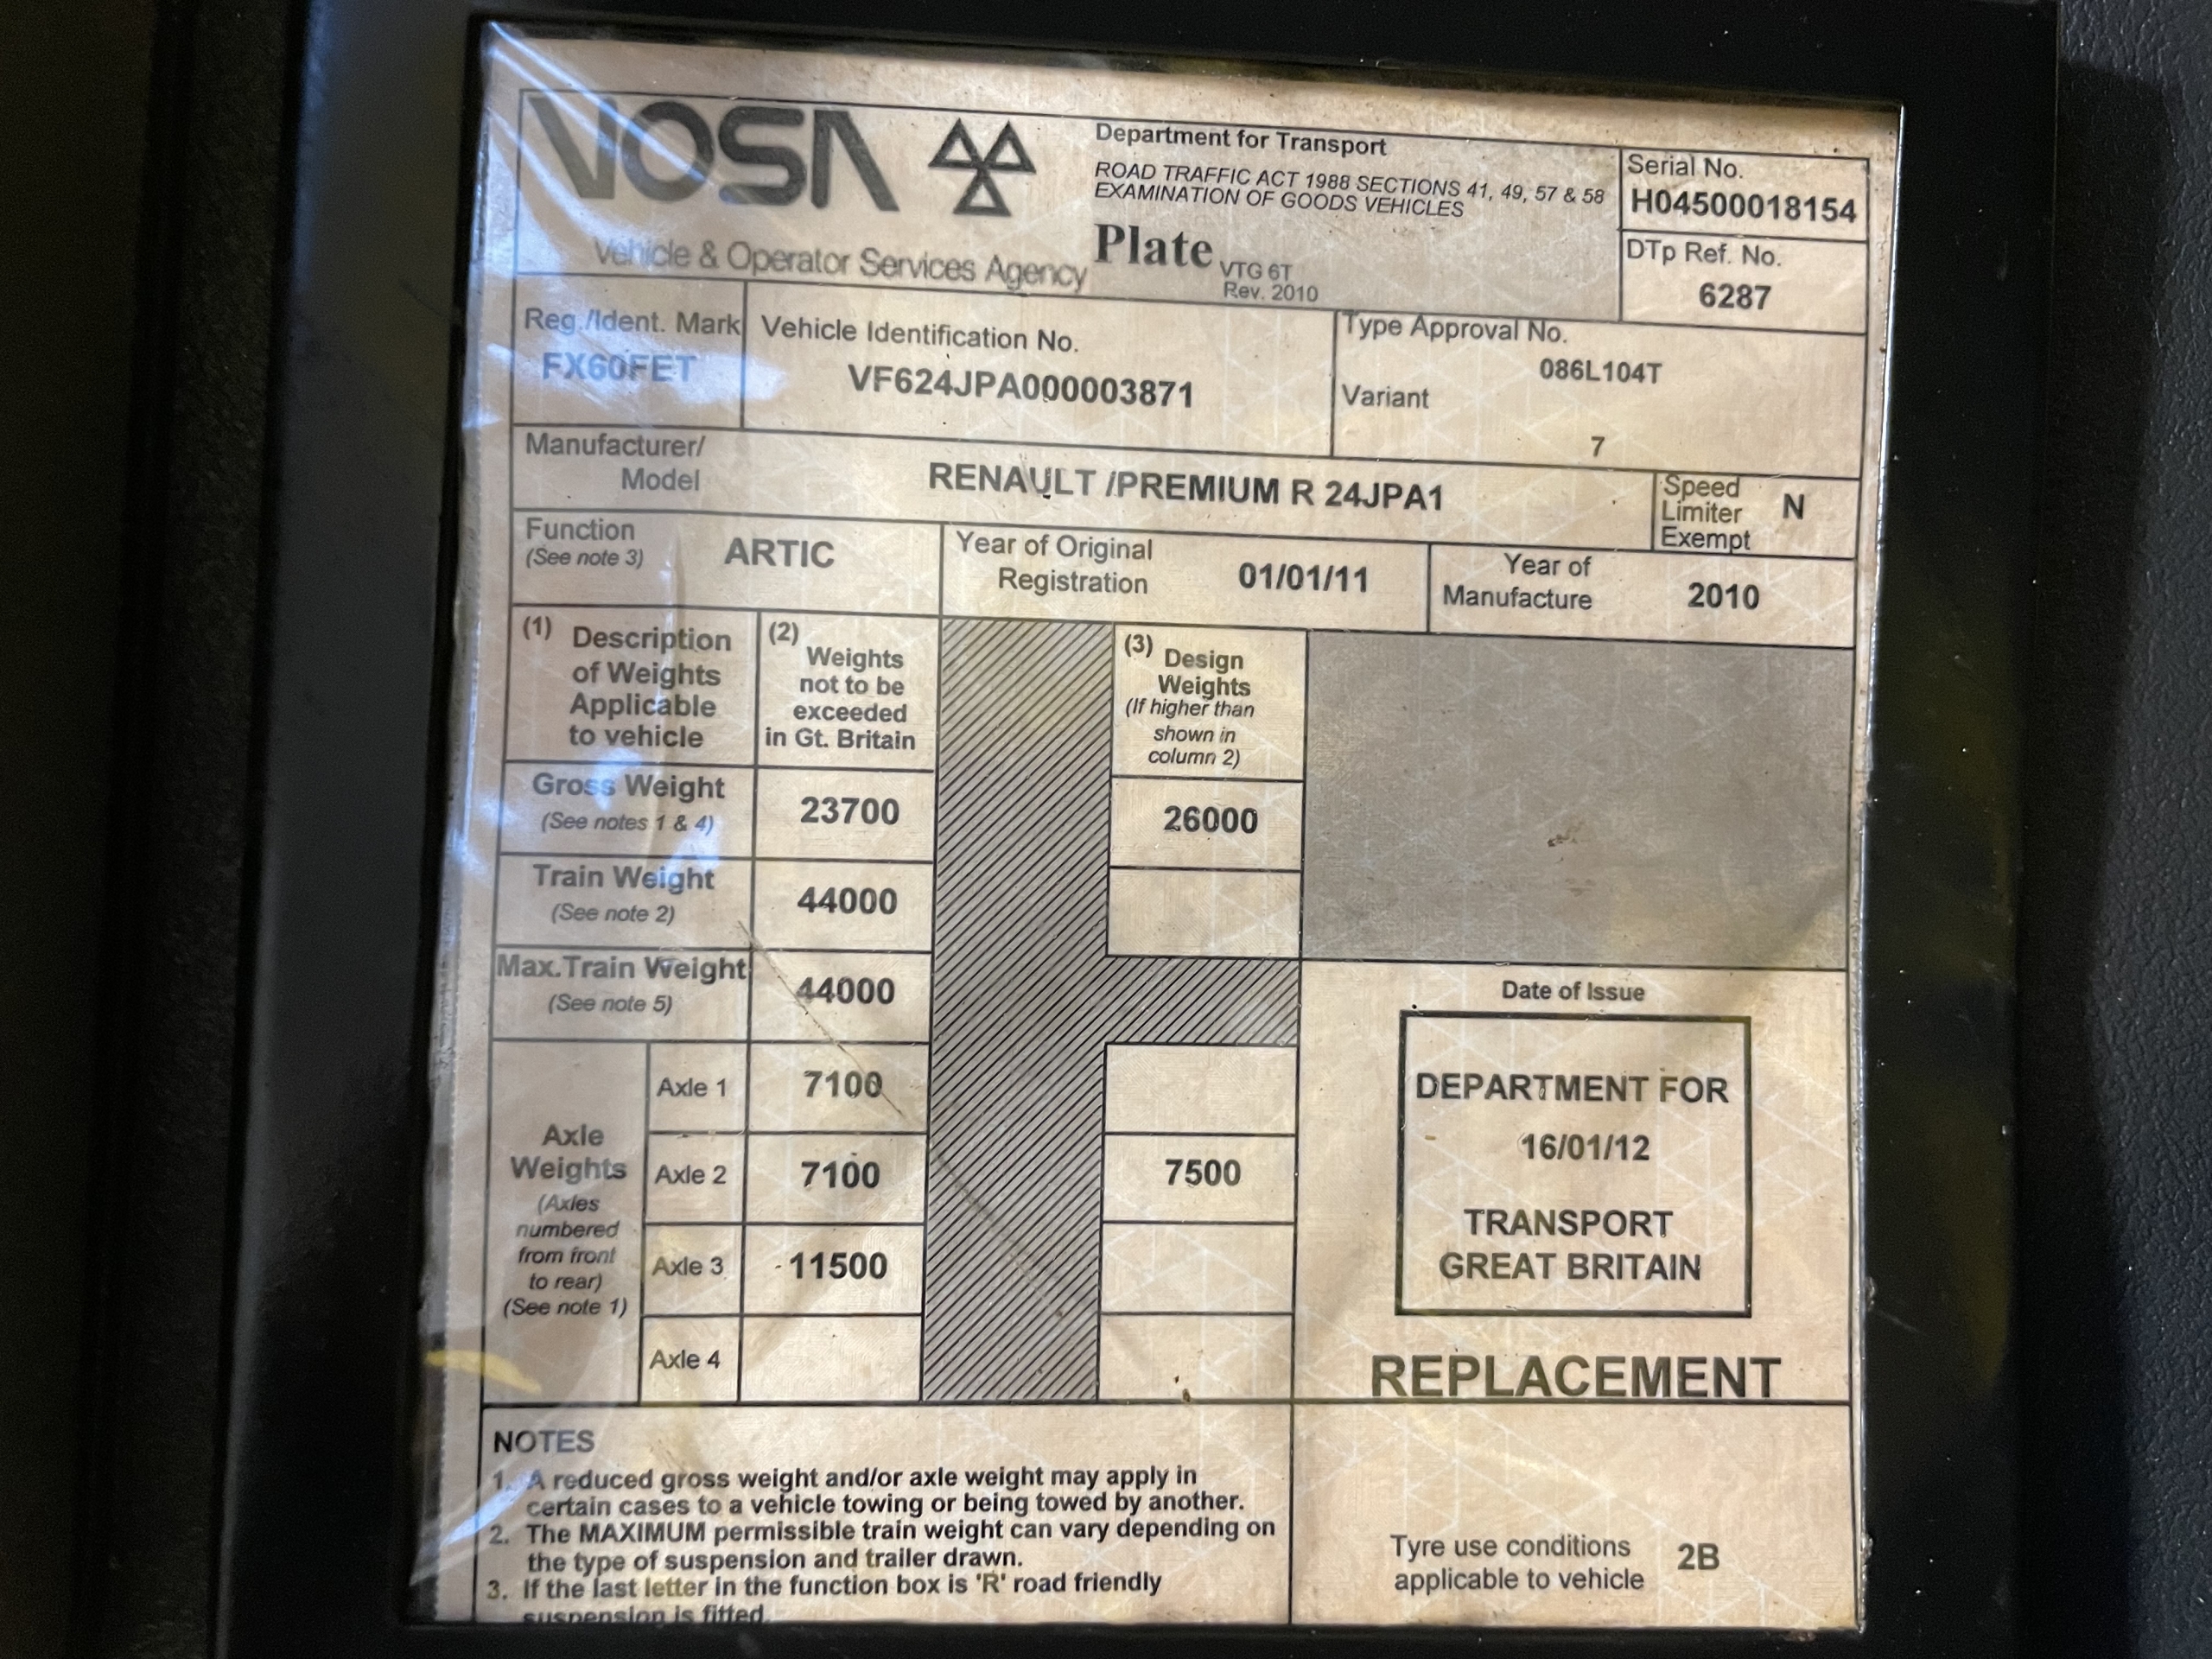 VOSA
Vehicle & Operator Services Agency
Department for Transport
ROAD TRAFFIC ACT 1988 SECTIONS 41, 49, 57 & 58
EXAMINATION OF GOODS VEHICLES
Plate VTG 6T
Rev. 2010
Serial No.
H04500018154
DTp Ref. No.
6287
Reg./Ident. Mark
FX60FET
Vehicle Identification No.
VF624JPA000003871
Type Approval No.
086L104T
Variant
7
Manufacturer/
Model
RENAULT /PREMIUM R 24JPA1
Speed
Limiter
Exempt
N
Function
(See note 3)
ARTIC
Year of Original
Registration
01/01/11
Year of
Manufacture
2010
(1) Description
of Weights
Applicable
to vehicle
(2)
Weights
not to be
exceeded
in Gt. Britain
(3)
Design
Weights
(If higher than
shown in
column 2)
Gross Weight
(See notes 1 & 4)
23700
26000
Train Weight
(See note 2)
44000
Max.Train Weight
(See note 5)
44000
Axle
Weights
(Axles
numbered
from front
to rear)
(See note 1)
Axle 1
7100
Axle 2
7100
7500
Axle 3
11500
Axle 4
Date of Issue
DEPARTMENT FOR
16/01/12
TRANSPORT
GREAT BRITAIN
REPLACEMENT
NOTES
1. A reduced gross weight and/or axle weight may apply in
certain cases to a vehicle towing or being towed by another.
2. The MAXIMUM permissible train weight can vary depending on
the type of suspension and trailer drawn.
3. If the last letter in the function box is 'R' road friendly
suspension is fitted.
Tyre use conditions
applicable to vehicle
2B